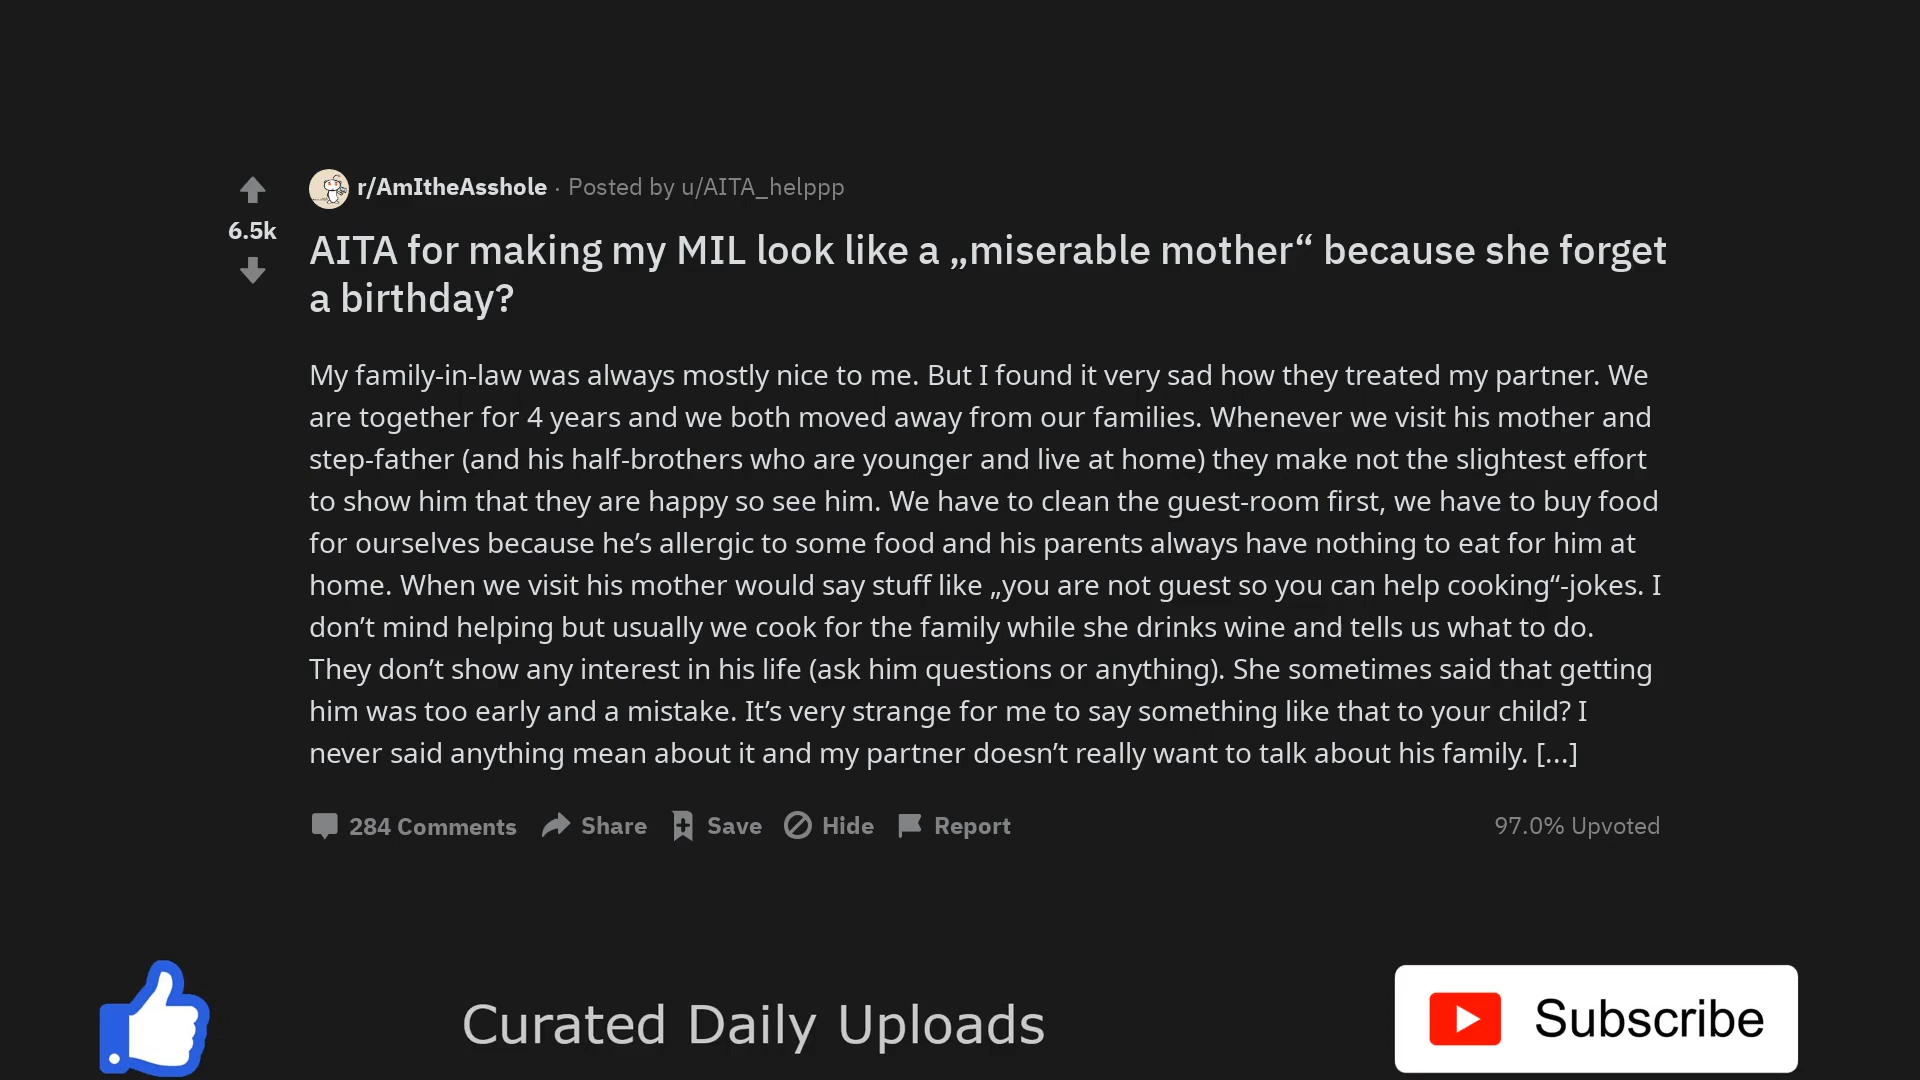 r/AmItheAsshole · Posted by u/AITA_helppp
6.5k
AITA for making my MIL look like a „miserable mother“ because she forget
a birthday?
My family-in-law was always mostly nice to me. But I found it very sad how they treated my partner. We
are together for 4 years and we both moved away from our families. Whenever we visit his mother and
step-father (and his half-brothers who are younger and live at home) they make not the slightest effort
to show him that they are happy so see him. We have to clean the guest-room first, we have to buy food
for ourselves because he’s allergic to some food and his parents always have nothing to eat for him at
home. When we visit his mother would say stuff like „you are not guest so you can help cooking“-jokes. I
don’t mind helping but usually we cook for the family while she drinks wine and tells us what to do.
They don’t show any interest in his life (ask him questions or anything). She sometimes said that getting
him was too early and a mistake. It’s very strange for me to say something like that to your child? I
never said anything mean about it and my partner doesn’t really want to talk about his family. [...]
284 Comments Share Save Hide Report 97.0% Upvoted
Curated Daily Uploads
Subscribe